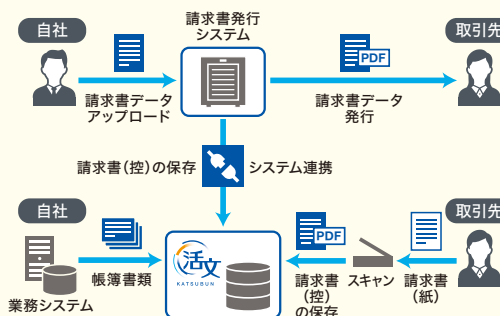 自社
請求書発行
システム
取引先
PDF
請求書データ
アップロード
請求書データ
発行
請求書(控)の保存
システム連携
自社
取引先
活文
KATSUBUN
PDF
帳簿書類
業務システム
請求書
(控)
の保存
スキャン
請求書
(紙)